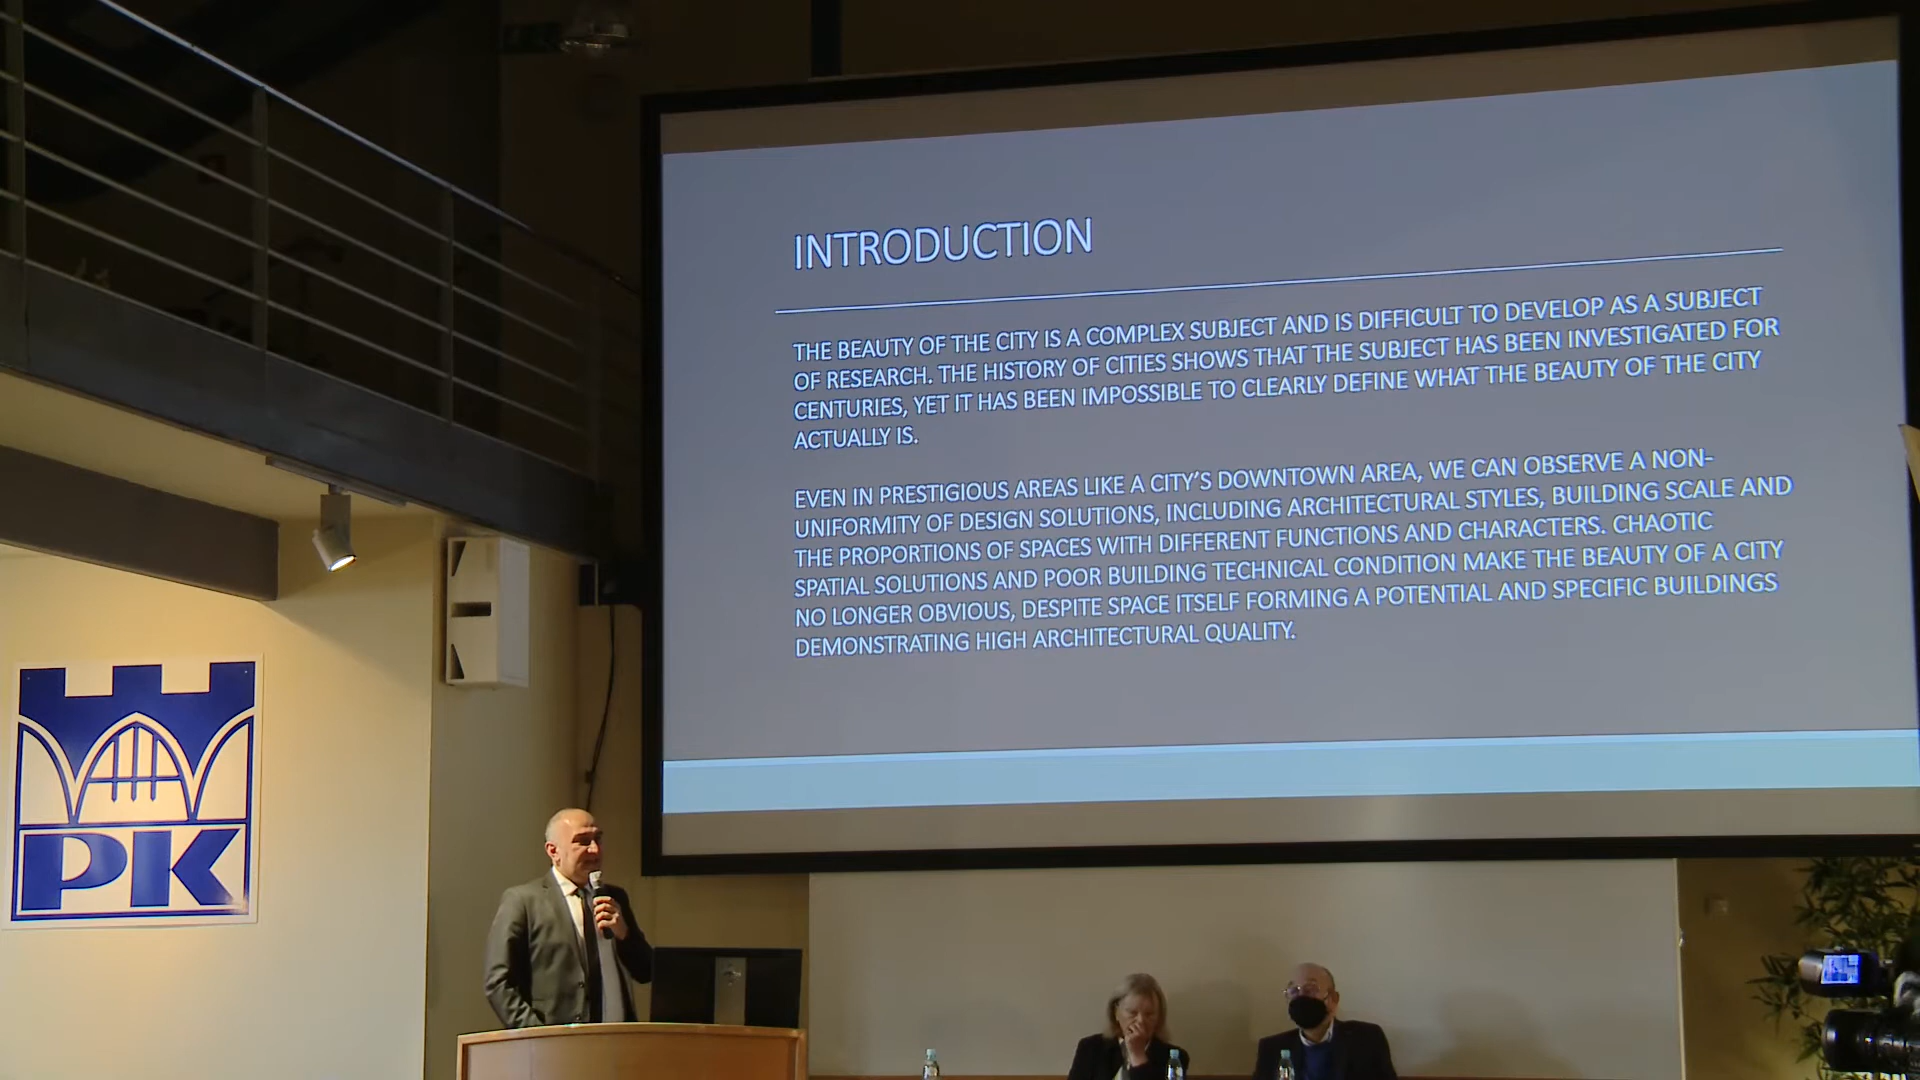 INTRODUCTION
THE BEAUTY OF THE CITY IS A COMPLEX SUBJECT AND IS DIFFICULT TO DEVELOP AS A SUBJECT
OF RESEARCH. THE HISTORY OF CITIES SHOWS THAT THE SUBJECT HAS BEEN INVESTIGATED FOR
CENTURIES, YET IT HAS BEEN IMPOSSIBLE TO CLEARLY DEFINE WHAT THE BEAUTY OF THE CITY
ACTUALLY IS.
EVEN IN PRESTIGIOUS AREAS LIKE A CITY'S DOWNTOWN AREA, WE CAN OBSERVE A NON-
UNIFORMITY OF DESIGN SOLUTIONS, INCLUDING ARCHITECTURAL STYLES, BUILDING SCALE AND
THE PROPORTIONS OF SPACES WITH DIFFERENT FUNCTIONS AND CHARACTERS. CHAOTIC
SPATIAL SOLUTIONS AND POOR BUILDING TECHNICAL CONDITION MAKE THE BEAUTY OF A CITY
NO LONGER OBVIOUS, DESPITE SPACE ITSELF FORMING A POTENTIAL AND SPECIFIC BUILDINGS
DEMONSTRATING HIGH ARCHITECTURAL QUALITY.
PK